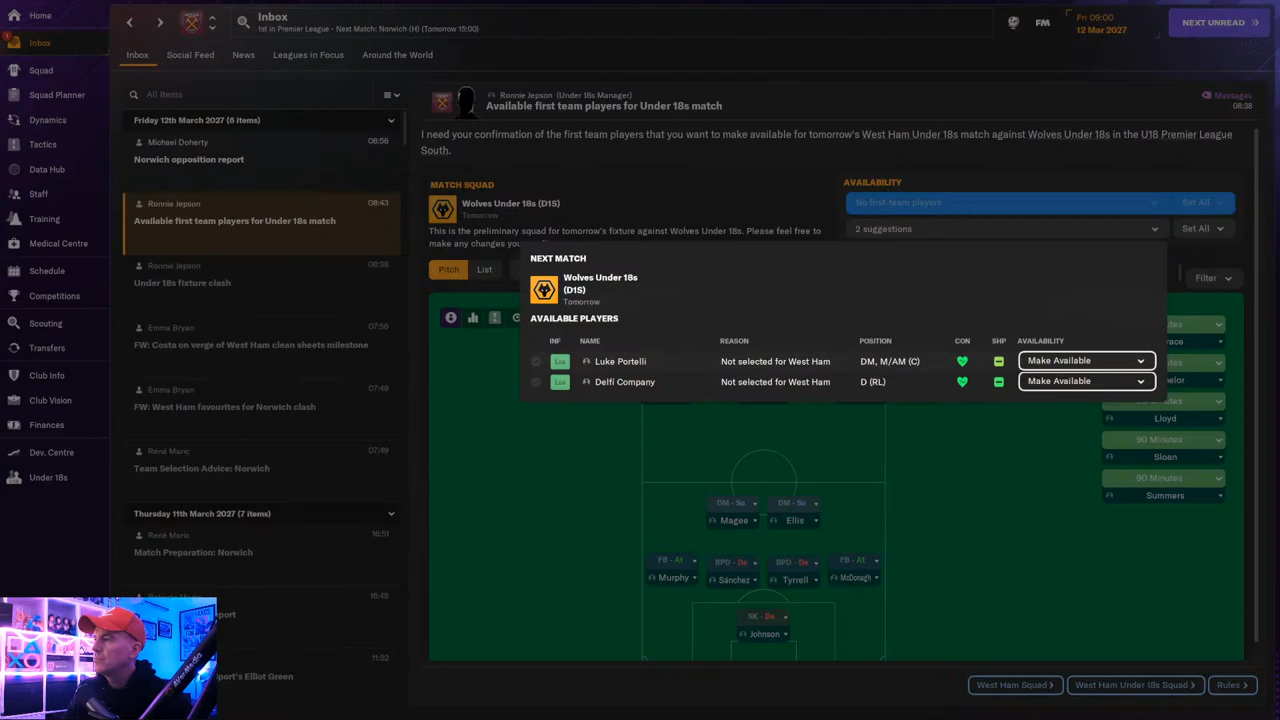 Home
Inbox
Squad
Squad Planner
Dynamics
Tactics
Data Hub
Staff
Training
Medical Centre
Schedule
Competitions
Scouting
Transfers
Club Info
Club Vision
Finances
Dev. Centre
Under 18s
Inbox
1st in Premier League - Next Match: Norwich (H) (Tomorrow 15:00)
FM
Fri 09:00
12 Mar 2027
NEXT UNREAD
Inbox
Social Feed
News
Leagues in Focus
Around the World
All Items
Friday 12th March 2027 (6 items)
Michael Doherty
08:56
Norwich opposition report
Ronnie Jepson
08:43
Available first team players for Under 18s match
Ronnie Jepson
08:38
Under 18s fixture clash
Emma Bryan
07:56
FW: Costa on verge of West Ham clean sheets milestone
Emma Bryan
07:49
FW: West Ham favourites for Norwich clash
René Maric
07:49
Team Selection Advice: Norwich
Thursday 11th March 2027 (7 items)
René Maric
16:51
Match Preparation: Norwich
16:48
11:52
port's Elliot Green
Ronnie Jepson (Under 18s Manager)
Available first team players for Under 18s match
Messages
08:38
I need your confirmation of the first team players that you want to make available for tomorrow's West Ham Under 18s match against Wolves Under 18s in the U18 Premier League
South.
MATCH SQUAD
Wolves Under 18s (D1S)
Tomorrow
This is the preliminary squad for tomorrow's fixture against Wolves Under 18s. Please feel free to
make any changes you
AVAILABILITY
No first-team players
Set All
2 suggestions
Set All
Pitch
List
Filter
NEXT MATCH
Wolves Under 18s
(D1S)
Tomorrow
AVAILABLE PLAYERS
INF NAME REASON POSITION CON SHP AVAILABILITY
Loa Luke Portelli Not selected for West Ham DM, M/AM (C) Make Available
Loa Delfí Company Not selected for West Ham D (RL) Make Available
Lloyd
90 Minutes
Sloan
90 Minutes
Summers
DM - Su
DM - Su
Magee
Ellis
FB - At
BPD - De
BPD - De
FB - At
Murphy
Sánchez
Tyrrell
McDonagh
SK - De
Johnson
West Ham Squad
West Ham Under 18s Squad
Rules
AVerMedia